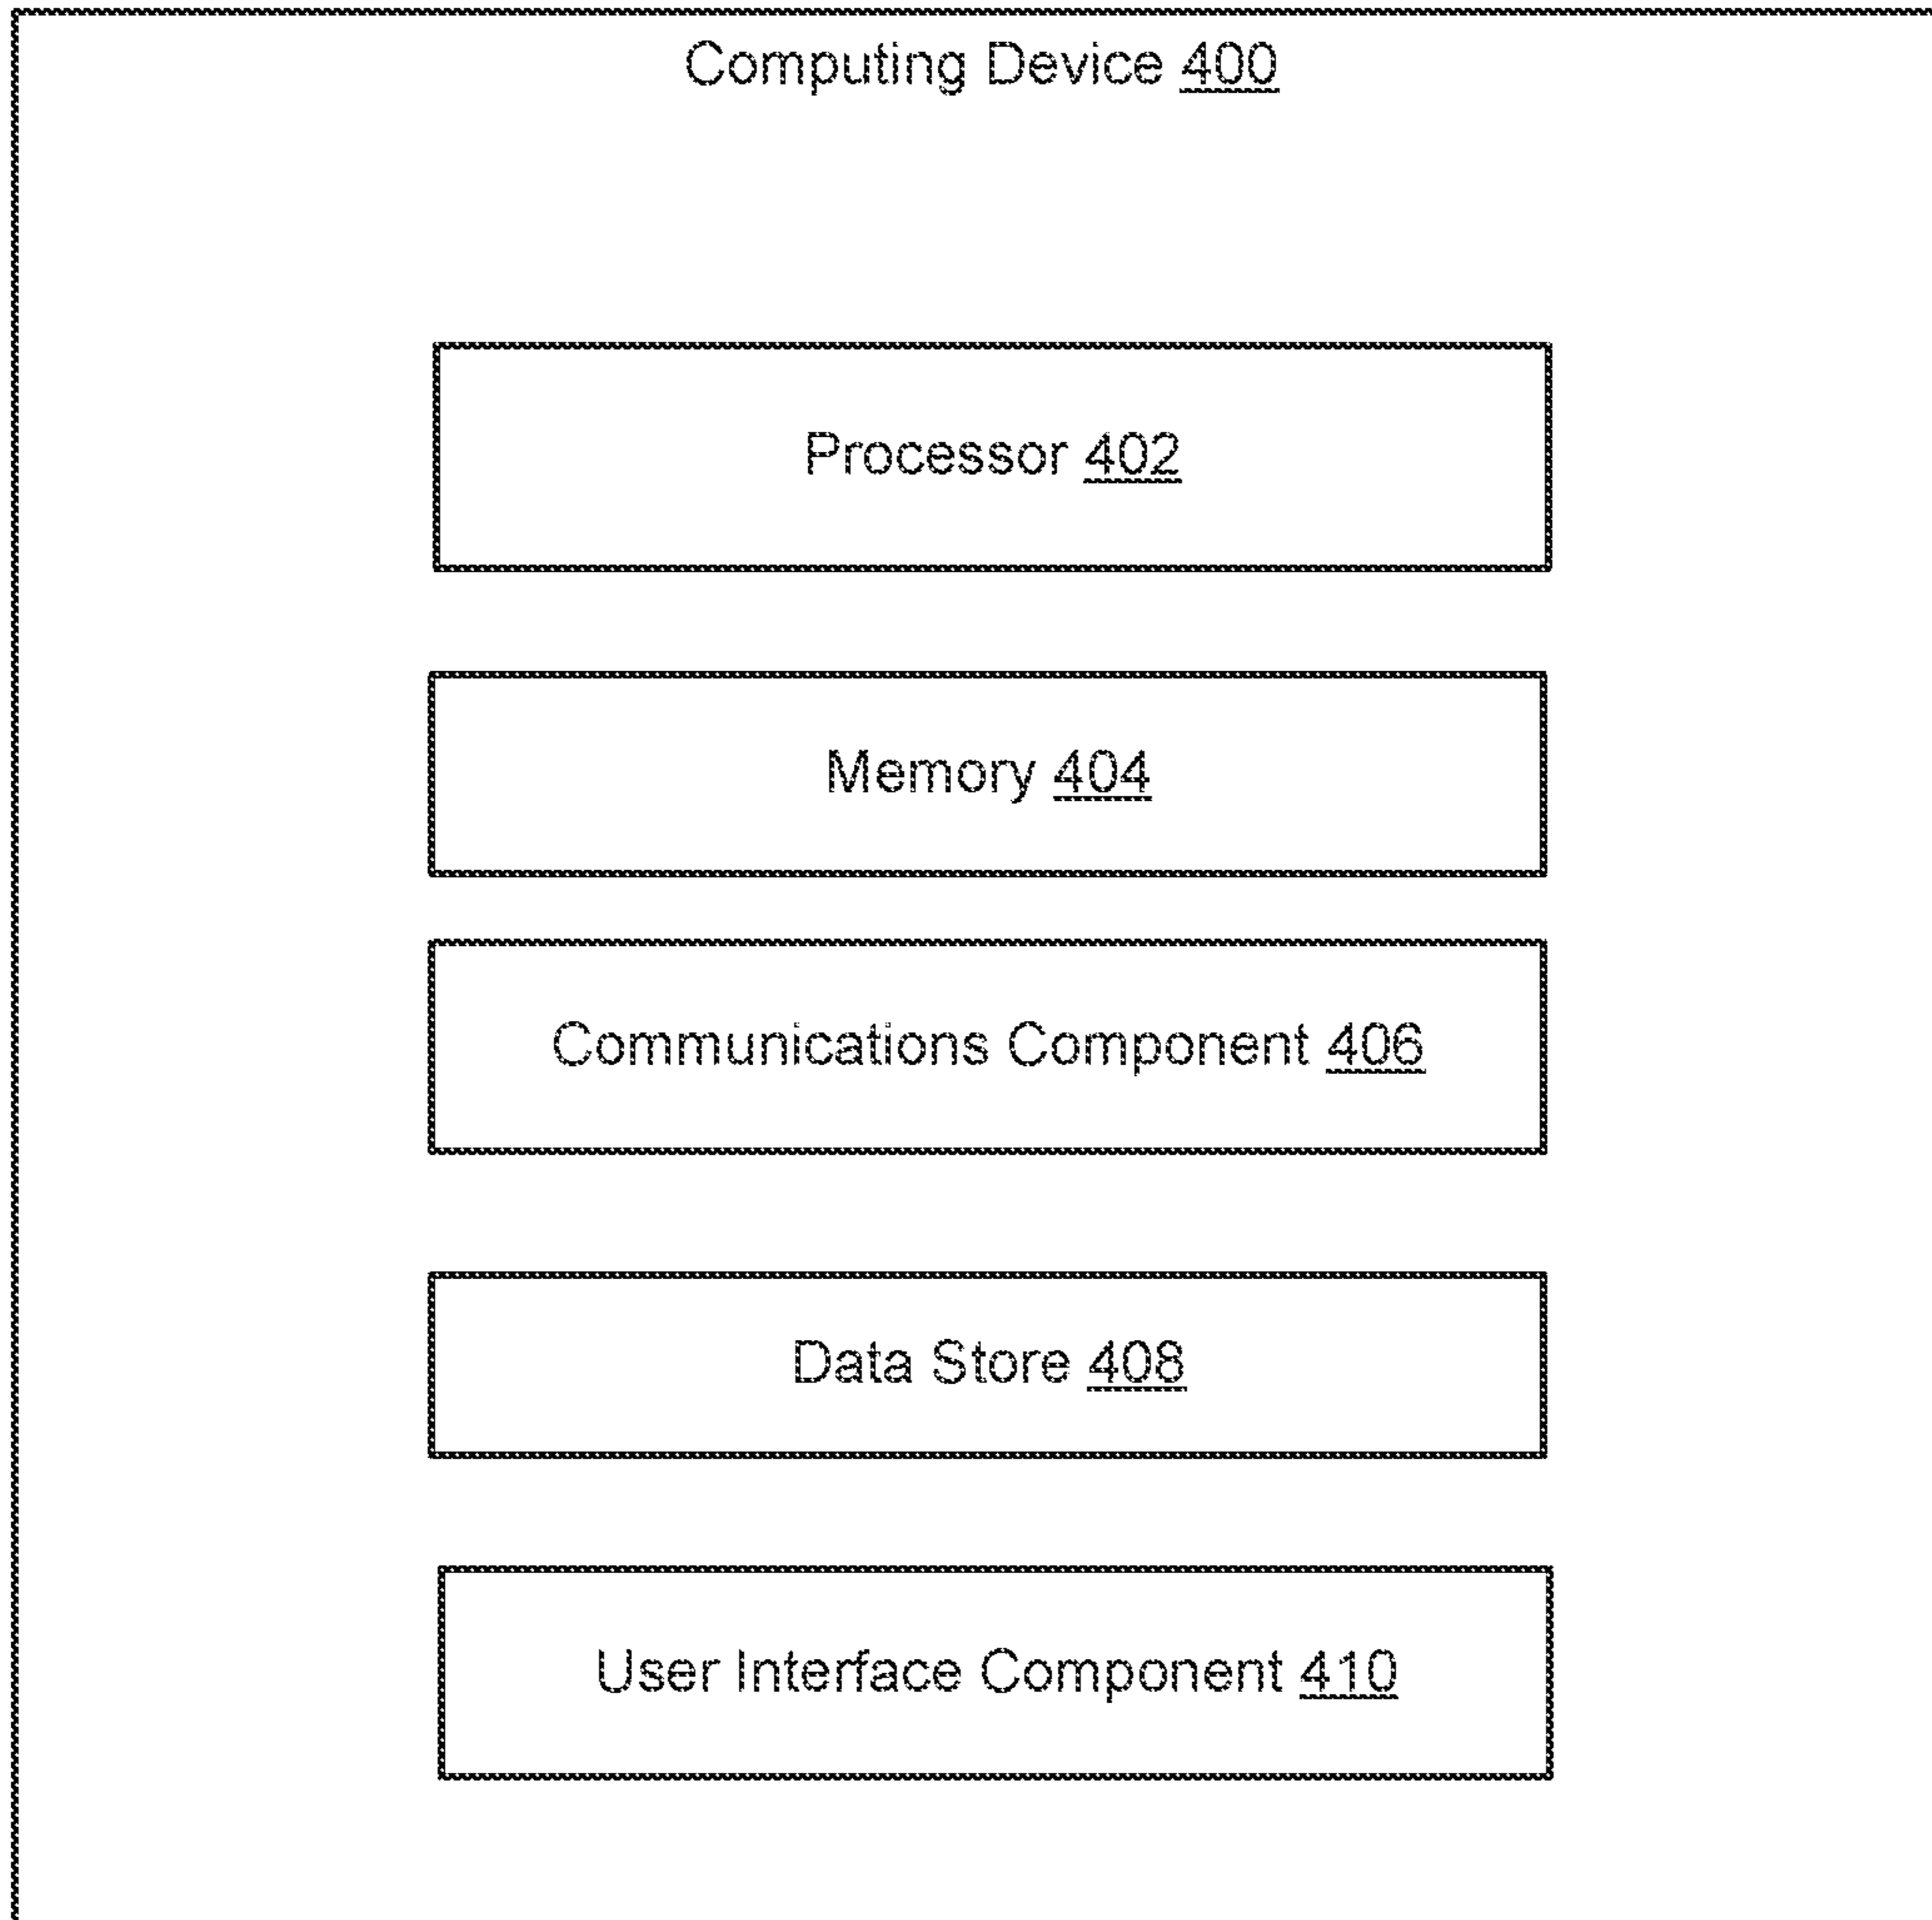 Computing Device 400
Processor 402
Memory 404
Communications Component 406
Data Store 408
User Interface Component 410